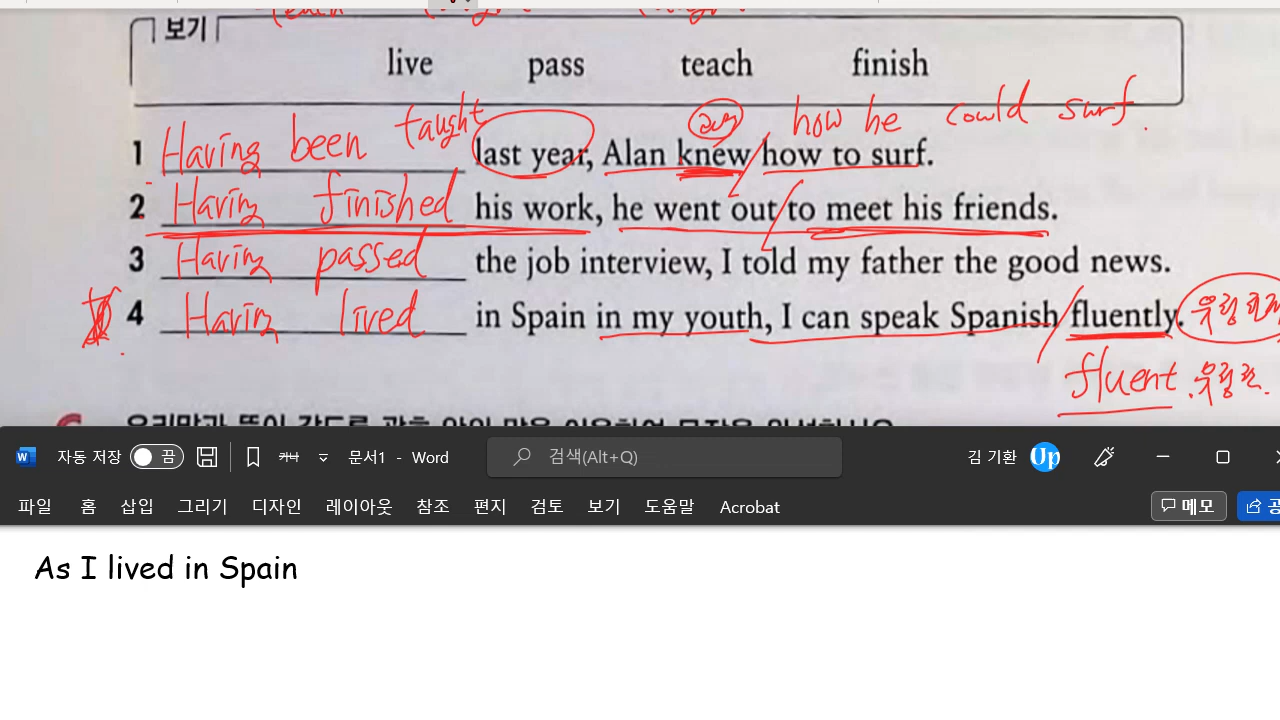 보기
live pass teach finish
how he could surf.
1 Having been taught last year, Alan knew how to surf.
2 Having finished his work, he went out to meet his friends.
3 Having passed the job interview, I told my father the good news.
4 Having lived in Spain in my youth, I can speak Spanish fluently.
fluent
자동 저장 끔 문서1 - Word 검색(Alt+Q) 김 기환
파일 홈 삽입 그리기 디자인 레이아웃 참조 편지 검토 보기 도움말 Acrobat 메모
As I lived in Spain